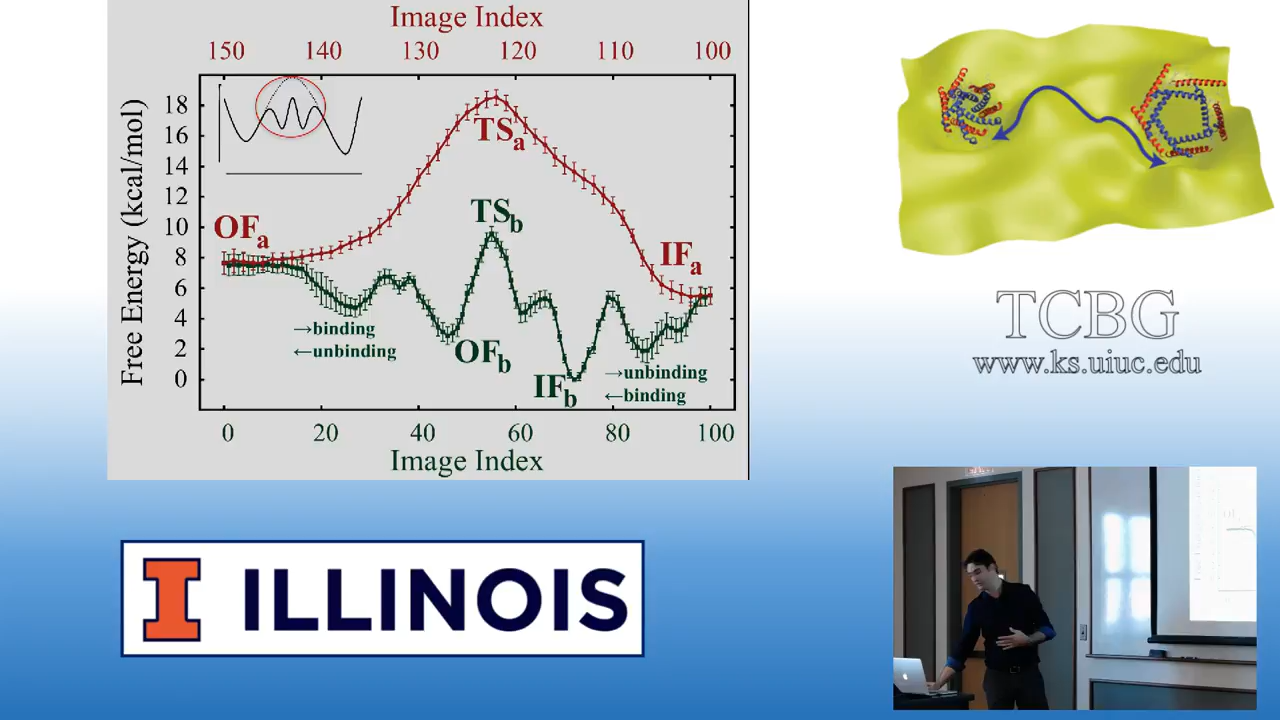 Image Index
150 140 130 120 110 100
Free Energy (kcal/mol)
18
16
14
12
10
8
6
4
2
0
TSa
OFa
TSb
IFa
→binding
←unbinding
OFb
IFb
→unbinding
←binding
0 20 40 60 80 100
Image Index
TCBG
www.ks.uiuc.edu
I ILLINOIS